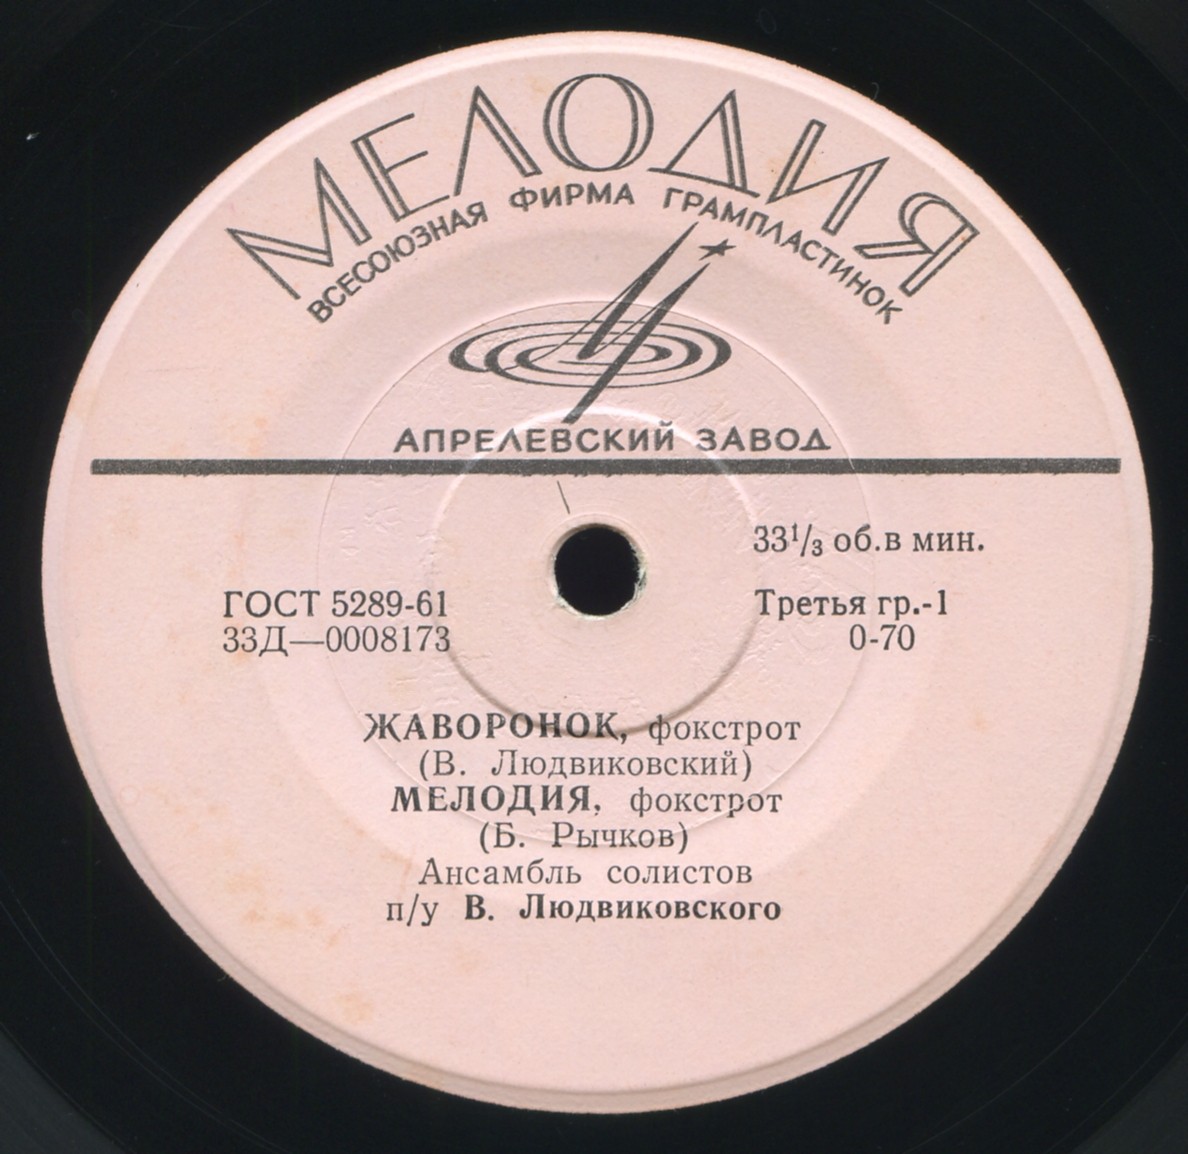 МЕЛОДИЯ
ВСЕСОЮЗНАЯ ФИРМА ГРАМПЛАСТИНОК
АПРЕЛЕВСКИЙ ЗАВОД
33⅓ об.в мин.
ГОСТ 5289-61
33Д—0008173
Третья гр.-1
0-70
ЖАВОРОНОК, фокстрот
(В. Людвиковский)
МЕЛОДИЯ, фокстрот
(Б. Рычков)
Ансамбль солистов
п/у В. Людвиковского